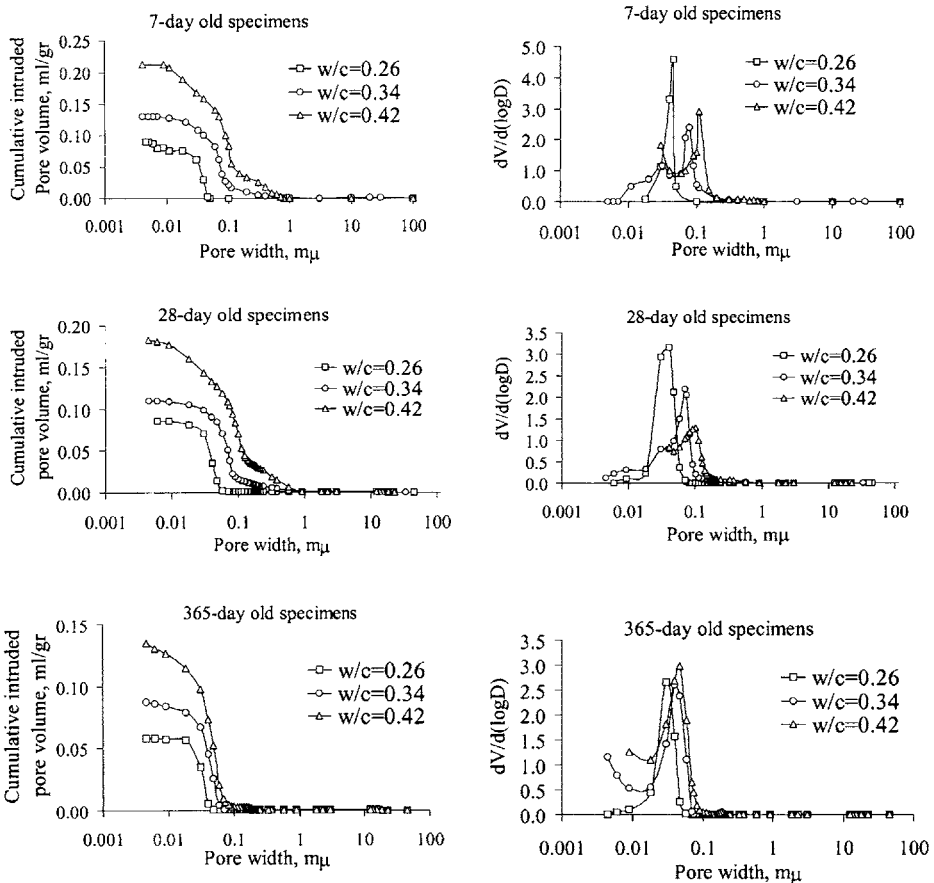 7-day old specimens
Cumulative intruded
Pore volume, ml/gr
0.25
0.20
0.15
0.10
0.05
0.00
w/c=0.26
w/c=0.34
w/c=0.42
0.001 0.01 0.1 1 10 100
Pore width, mμ
7-day old specimens
dV/d(logD)
5.0
4.0
3.0
2.0
1.0
0.0
w/c=0.26
w/c=0.34
w/c=0.42
0.001 0.01 0.1 1 10 100
Pore width, mμ
28-day old specimens
Cumulative intruded
pore volume, ml/gr
0.20
0.15
0.10
0.05
0.00
w/c=0.26
w/c=0.34
w/c=0.42
0.001 0.01 0.1 1 10 100
Pore width, mμ
28-day old specimens
dV/d(logD)
3.5
3.0
2.5
2.0
1.5
1.0
0.5
0.0
w/c=0.26
w/c=0.34
w/c=0.42
0.001 0.01 0.1 1 10 100
Pore width, mμ
365-day old specimens
Cumulative intruded
pore volume, ml/gr
0.15
0.10
0.05
0.00
w/c=0.26
w/c=0.34
w/c=0.42
0.001 0.01 0.1 1 10 100
Pore width, mμ
365-day old specimens
dV/d(logD)
3.5
3.0
2.5
2.0
1.5
1.0
0.5
0.0
w/c=0.26
w/c=0.34
w/c=0.42
0.001 0.01 0.1 1 10 100
Pore width, mμ